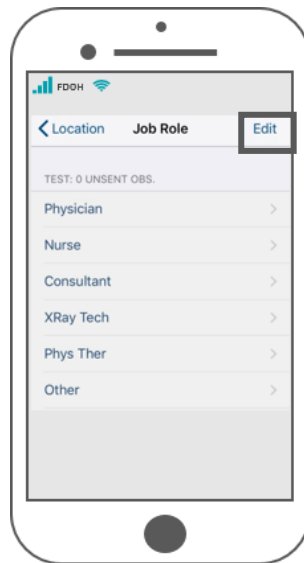 FDOH
Location Job Role Edit
TEST: 0 UNSENT OBS.
Physician
Nurse
Consultant
XRay Tech
Phys Ther
Other